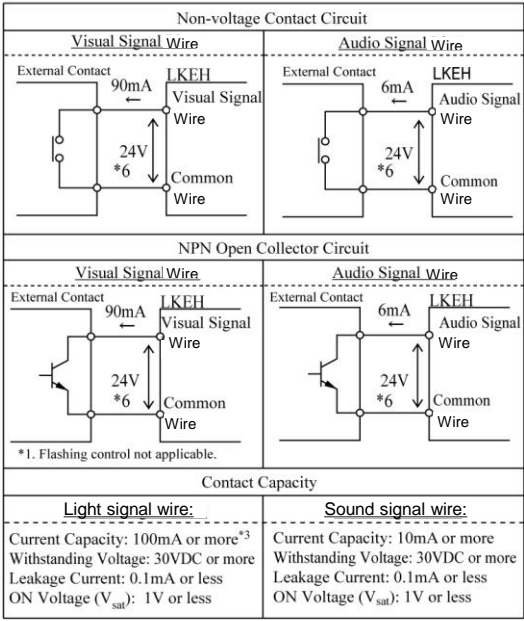 Non-voltage Contact Circuit
Visual Signal Wire
Audio Signal Wire
External Contact
90mA
←
LKEH
Visual Signal
Wire
24V
*6
Common
Wire
External Contact
6mA
←
LKEH
Audio Signal
Wire
24V
*6
Common
Wire
NPN Open Collector Circuit
Visual Signal Wire
Audio Signal Wire
External Contact
90mA
←
LKEH
Visual Signal
Wire
24V
*6
Common
Wire
*1. Flashing control not applicable.
External Contact
6mA
←
LKEH
Audio Signal
Wire
24V
*6
Common
Wire
Contact Capacity
Light signal wire:
Current Capacity: 100mA or more*3
Withstanding Voltage: 30VDC or more
Leakage Current: 0.1mA or less
ON Voltage (Vsat): 1V or less
Sound signal wire:
Current Capacity: 10mA or more
Withstanding Voltage: 30VDC or more
Leakage Current: 0.1mA or less
ON Voltage (Vsat): 1V or less